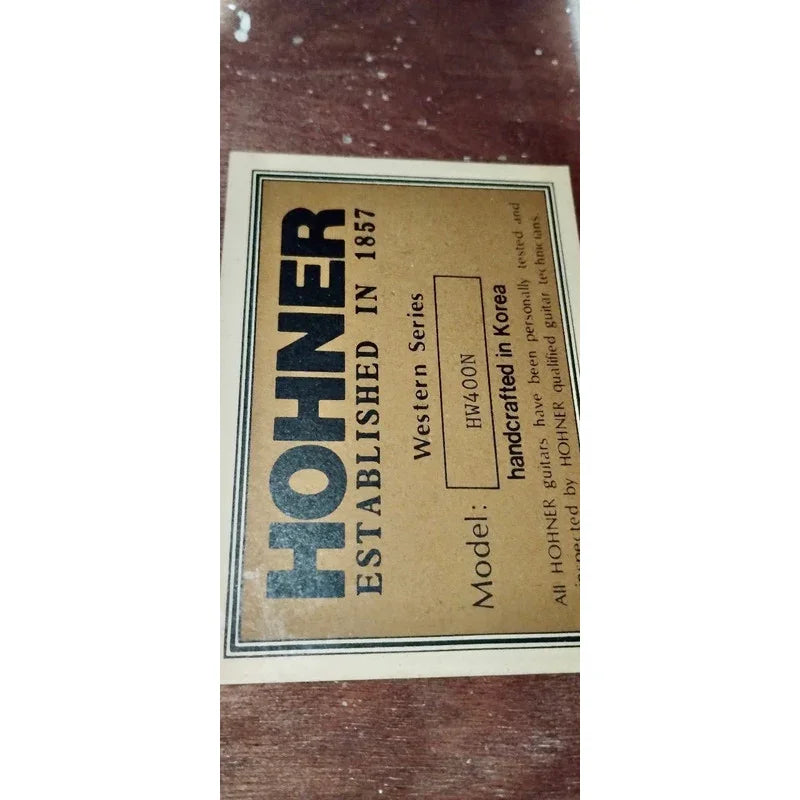 HOHNER
ESTABLISHED IN 1857
Western Series
Model: HW400N
handcrafted in Korea
All HOHNER guitars have been personally tested and
inspected by HOHNER qualified guitar technicians.